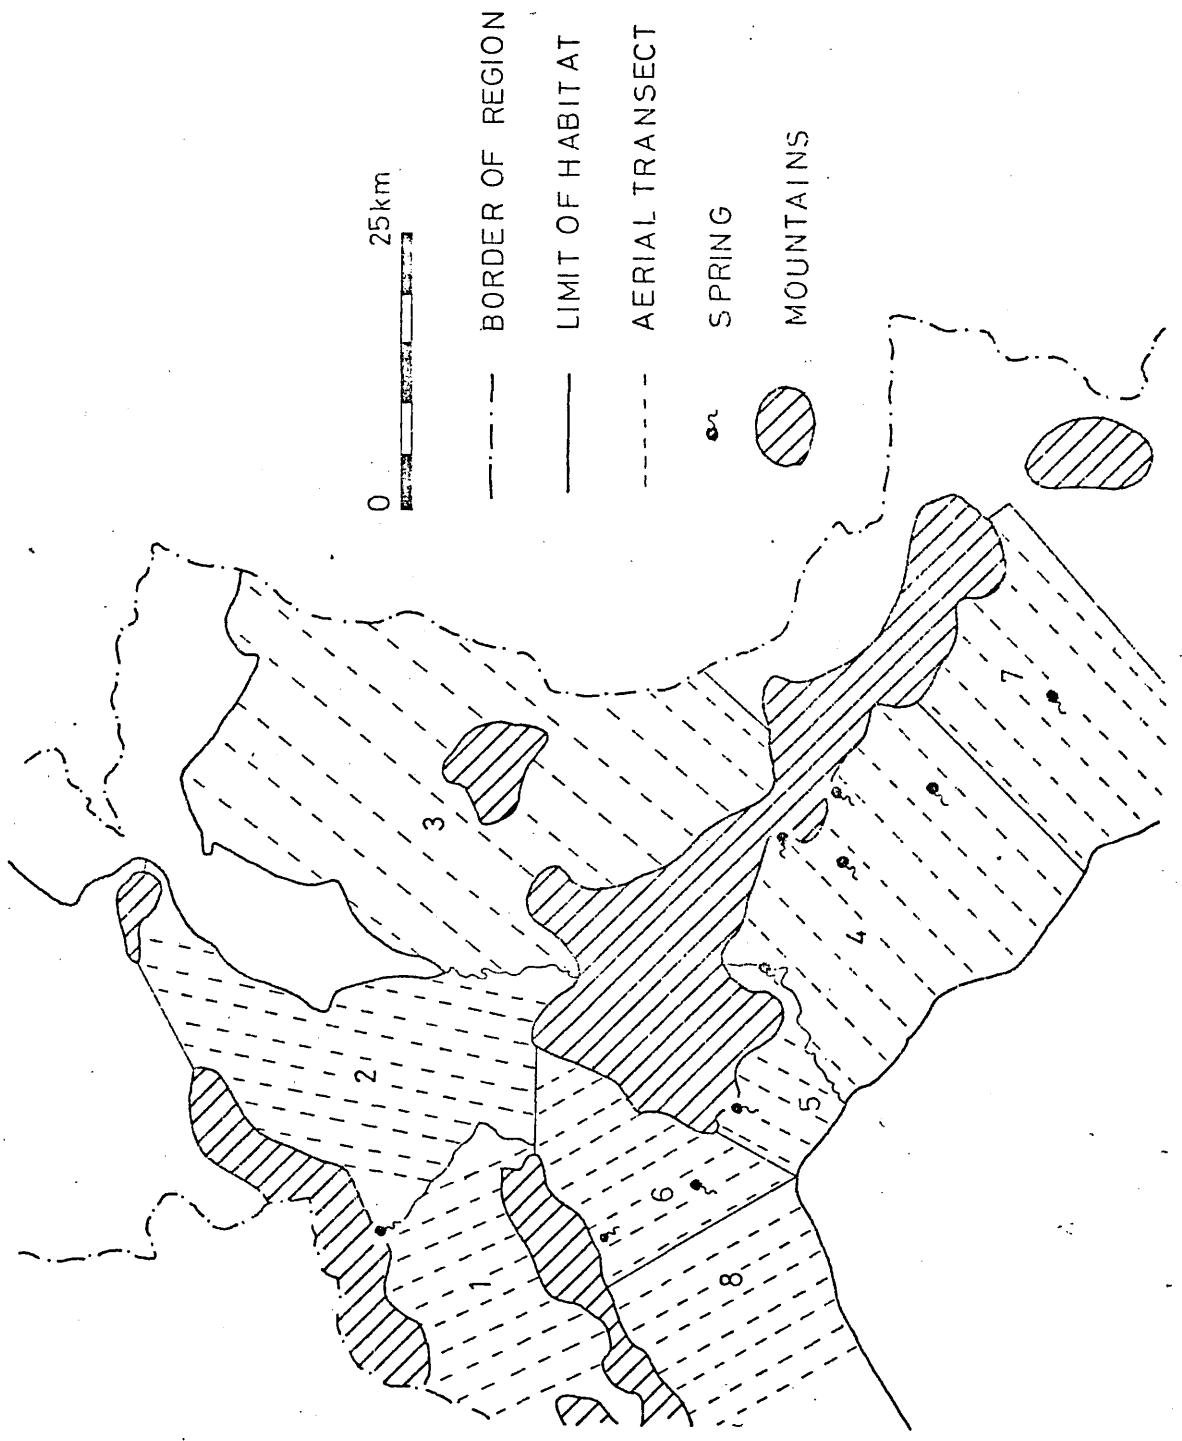 0 25km
BORDER OF REGION
LIMIT OF HABITAT
AERIAL TRANSECT
SPRING
MOUNTAINS
1
2
3
4
5
6
7
8